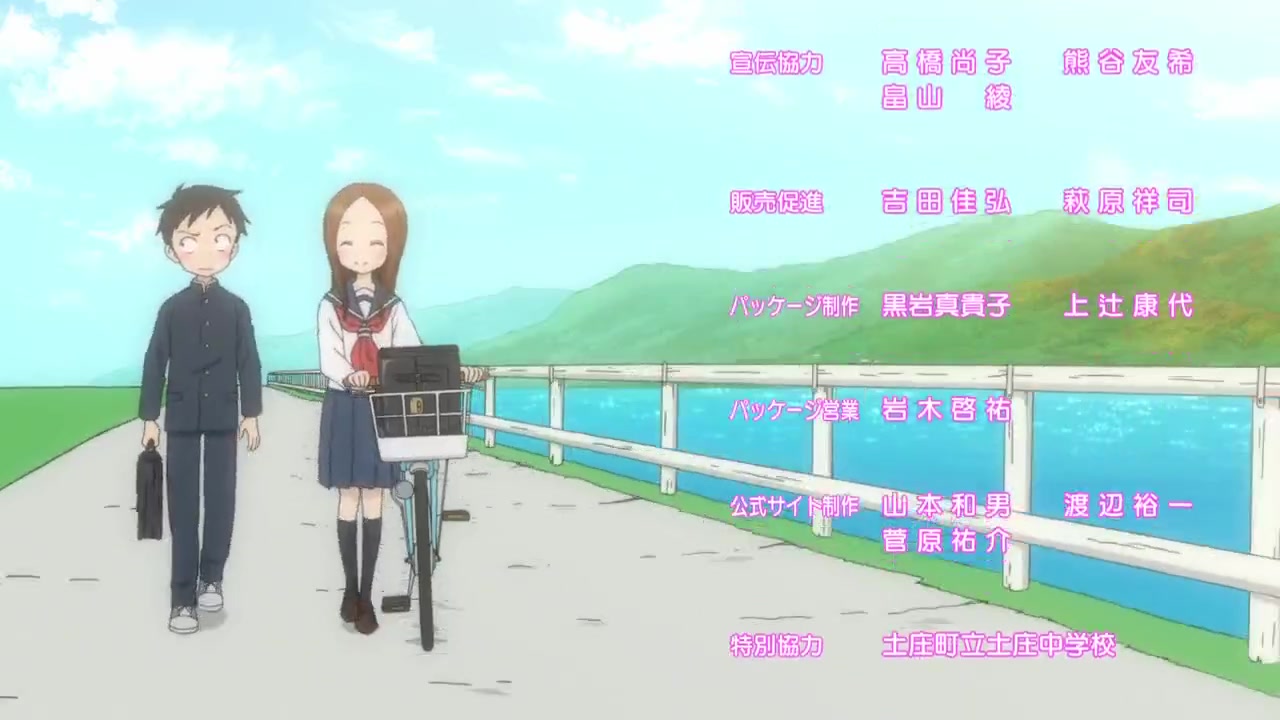 宣伝協力 高橋尚子 熊谷友希
畠山 綾
販売促進 吉田佳弘 萩原祥司
パッケージ制作 黒岩真貴子 上辻康代
パッケージ営業 岩木啓祐
公式サイト制作 山本和男 渡辺裕一
菅原祐介
特別協力 土庄町立土庄中学校